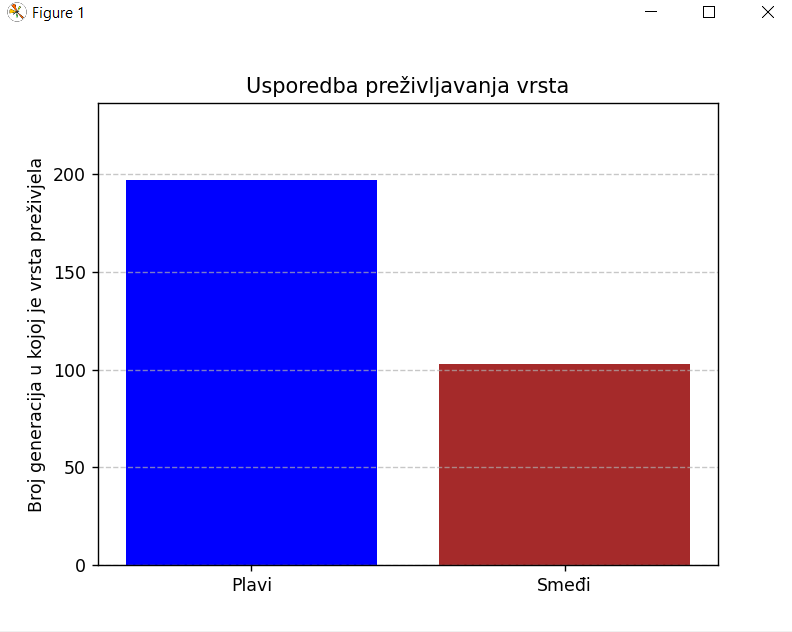 Figure 1
Usporedba preživljavanja vrsta
Broj generacija u kojoj je vrsta preživjela
200
150
100
50
0
Plavi
Smeđi